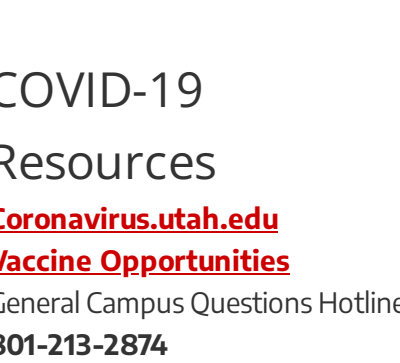 COVID-19
Resources
Coronavirus.utah.edu
Vaccine Opportunities
General Campus Questions Hotline
801-213-2874